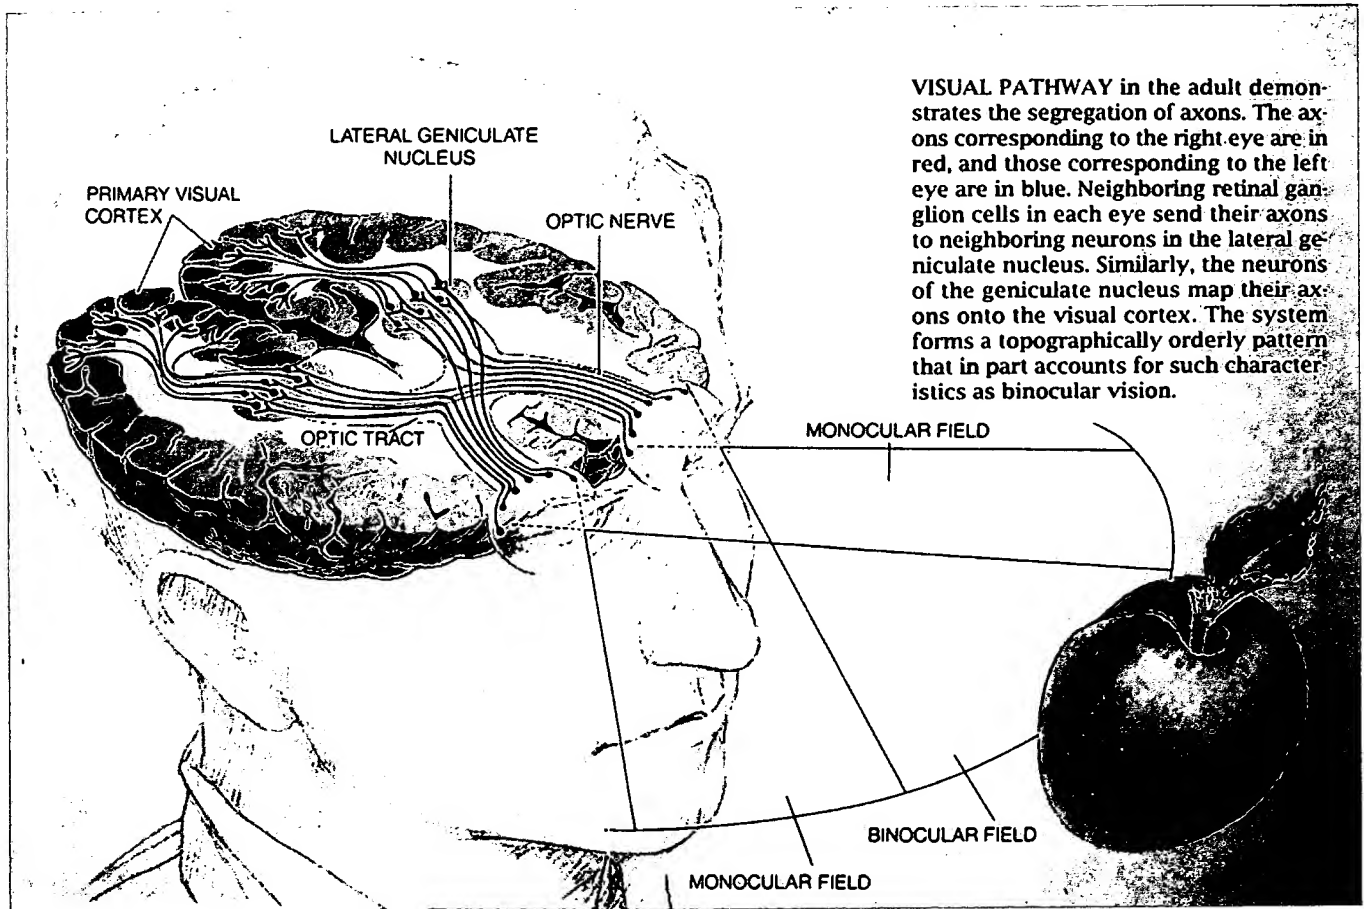 VISUAL PATHWAY in the adult demon-
strates the segregation of axons. The ax-
ons corresponding to the right eye are in
red, and those corresponding to the left
eye are in blue. Neighboring retinal gan-
glion cells in each eye send their axons
to neighboring neurons in the lateral ge-
niculate nucleus. Similarly, the neurons
of the geniculate nucleus map their ax-
ons onto the visual cortex. The system
forms a topographically orderly pattern
that in part accounts for such character-
istics as binocular vision.
LATERAL GENICULATE
NUCLEUS
PRIMARY VISUAL
CORTEX
OPTIC NERVE
OPTIC TRACT
MONOCULAR FIELD
BINOCULAR FIELD
MONOCULAR FIELD